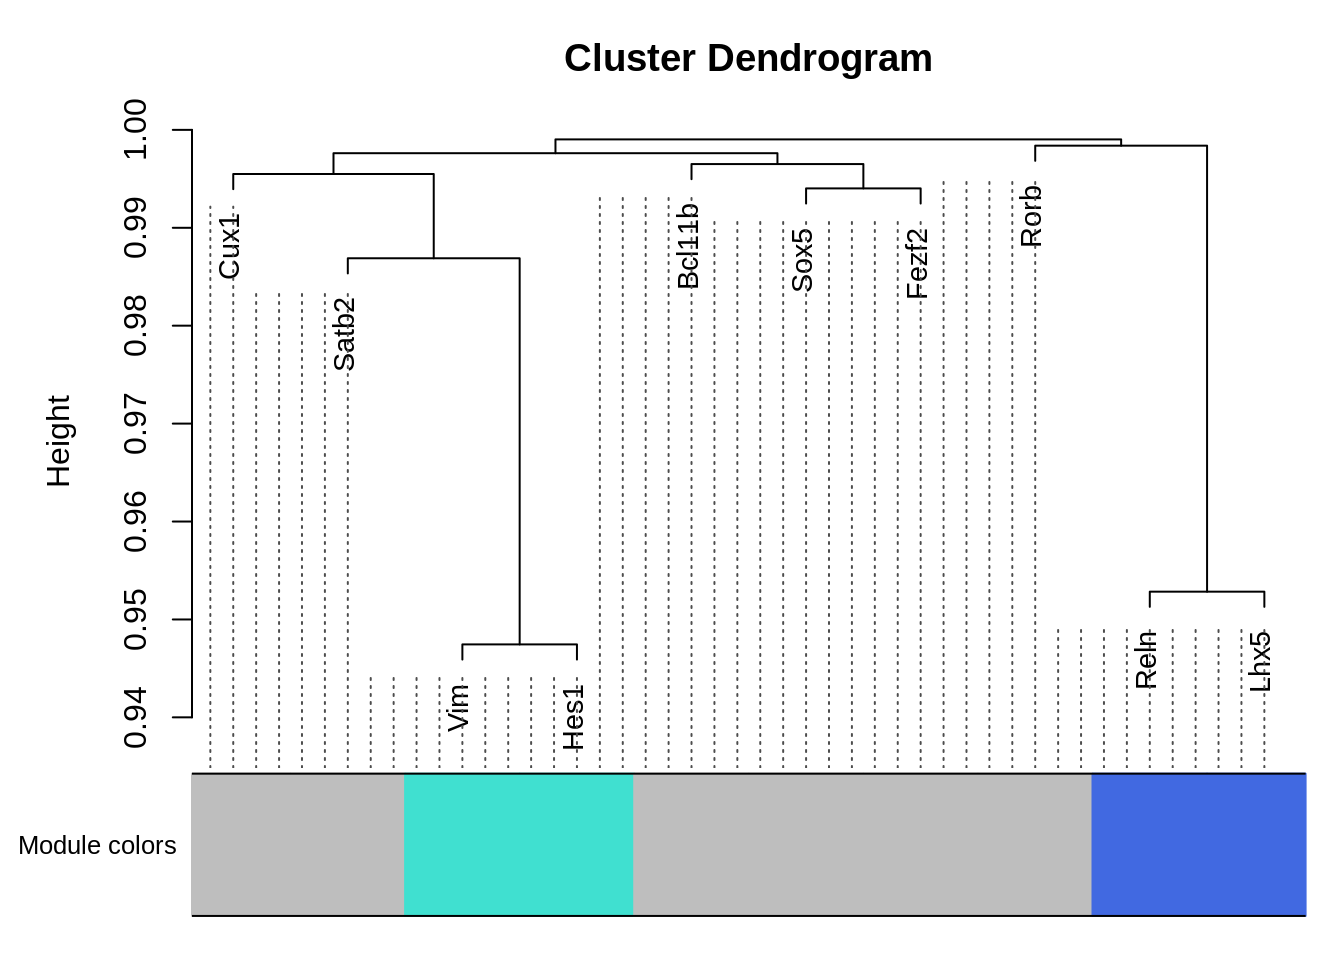 Cluster Dendrogram
Height
1.00
0.99
0.98
0.97
0.96
0.95
0.94
Cux1
Satb2
Vim
Hes1
Bcl11b
Sox5
Fezf2
Rorb
Reln
Lhx5
Module colors